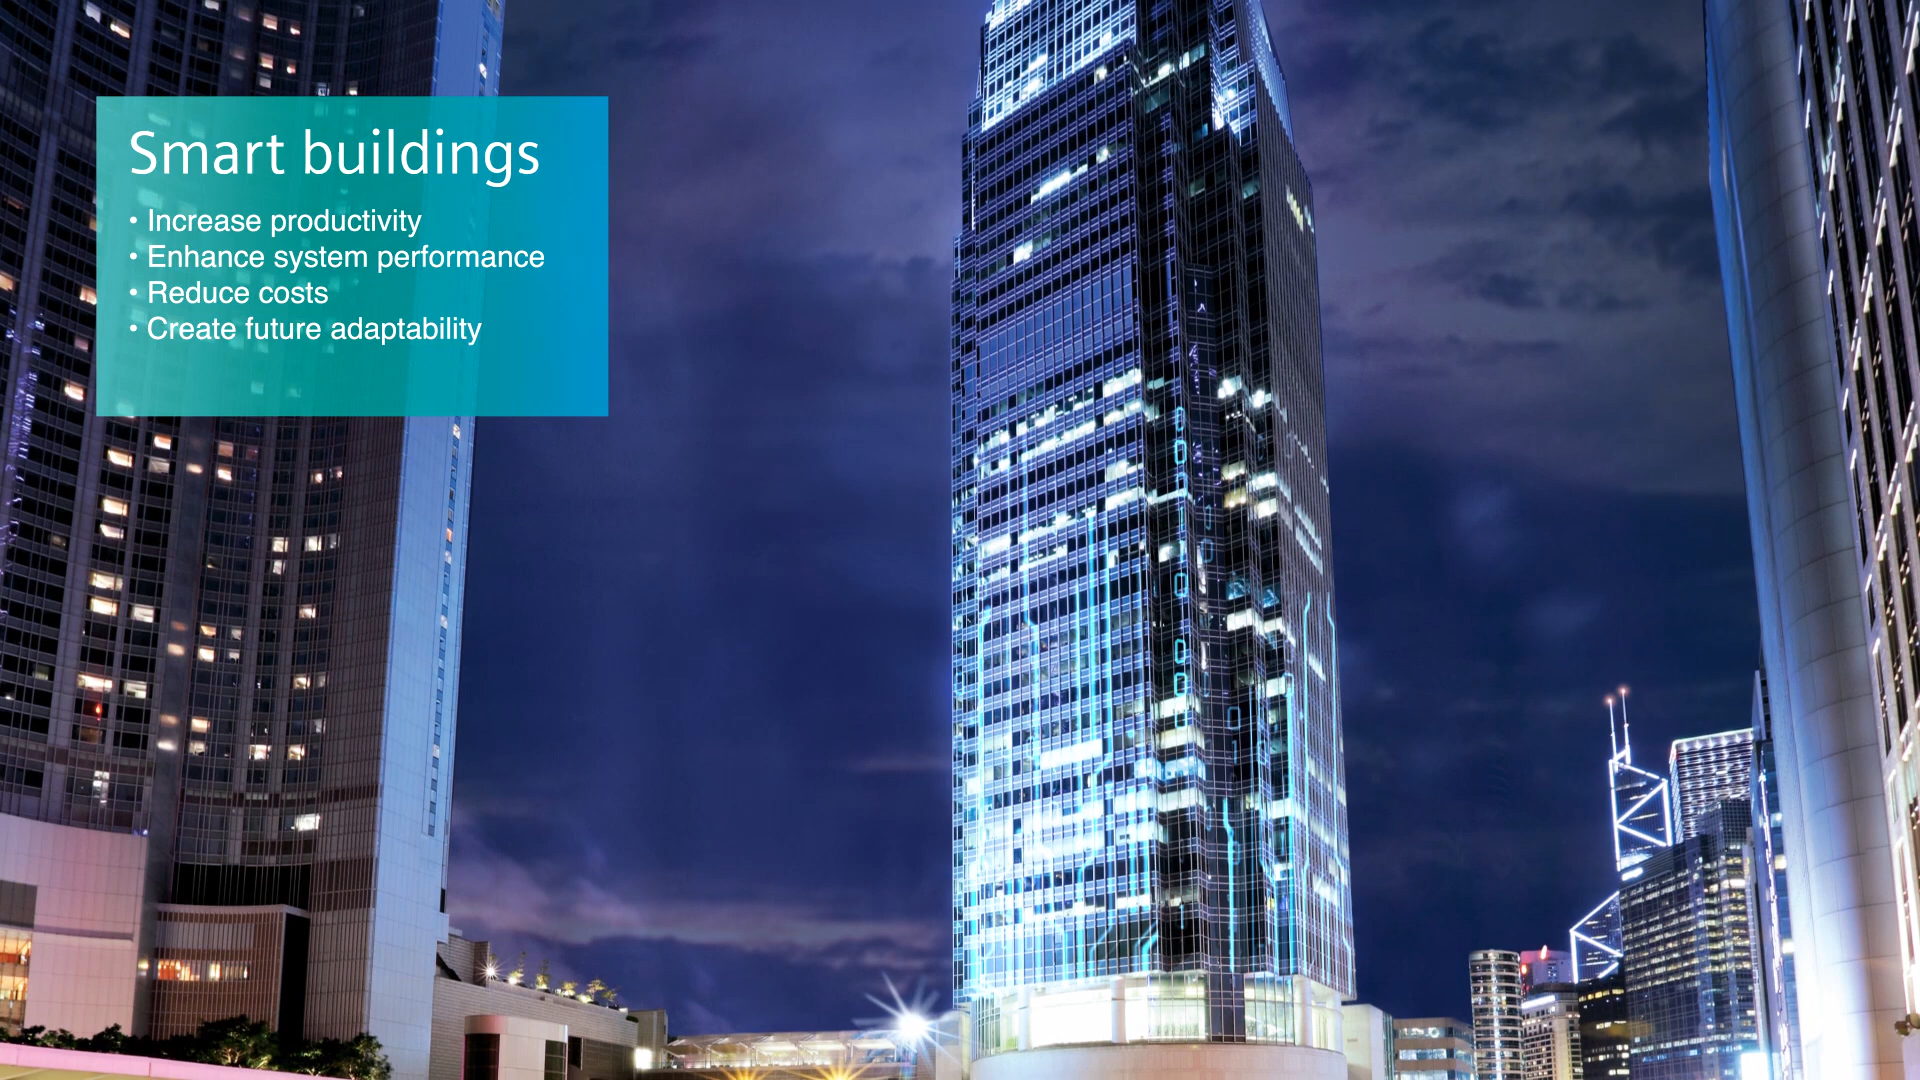 Smart buildings
• Increase productivity
• Enhance system performance
• Reduce costs
• Create future adaptability